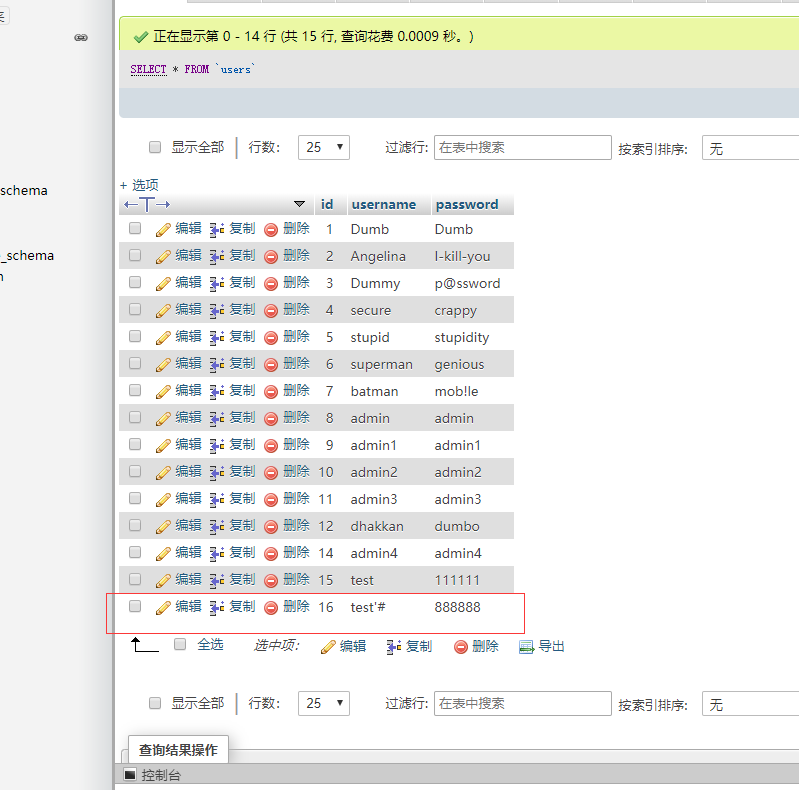 schema
_schema
正在显示第 0 - 14 行 (共 15 行, 查询花费 0.0009 秒。)
SELECT * FROM `users`
显示全部 行数: 25 过滤行: 在表中搜索 按索引排序: 无
+ 选项
←T→ id username password
编辑 复制 删除 1 Dumb Dumb
编辑 复制 删除 2 Angelina I-kill-you
编辑 复制 删除 3 Dummy p@ssword
编辑 复制 删除 4 secure crappy
编辑 复制 删除 5 stupid stupidity
编辑 复制 删除 6 superman genious
编辑 复制 删除 7 batman mob!le
编辑 复制 删除 8 admin admin
编辑 复制 删除 9 admin1 admin1
编辑 复制 删除 10 admin2 admin2
编辑 复制 删除 11 admin3 admin3
编辑 复制 删除 12 dhakkan dumbo
编辑 复制 删除 14 admin4 admin4
编辑 复制 删除 15 test 111111
编辑 复制 删除 16 test'# 888888
全选 选中项: 编辑 复制 删除 导出
显示全部 行数: 25 过滤行: 在表中搜索 按索引排序: 无
查询结果操作
控制台